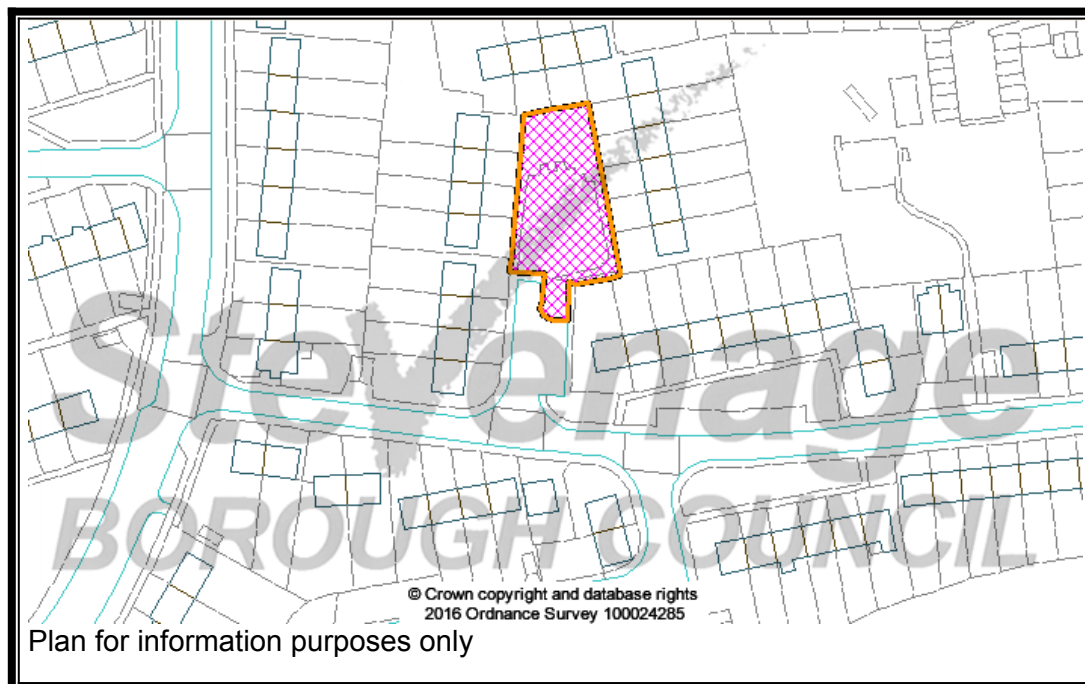 Stevenage
BOROUGH COUNCIL
© Crown copyright and database rights
2016 Ordnance Survey 100024285
Plan for information purposes only